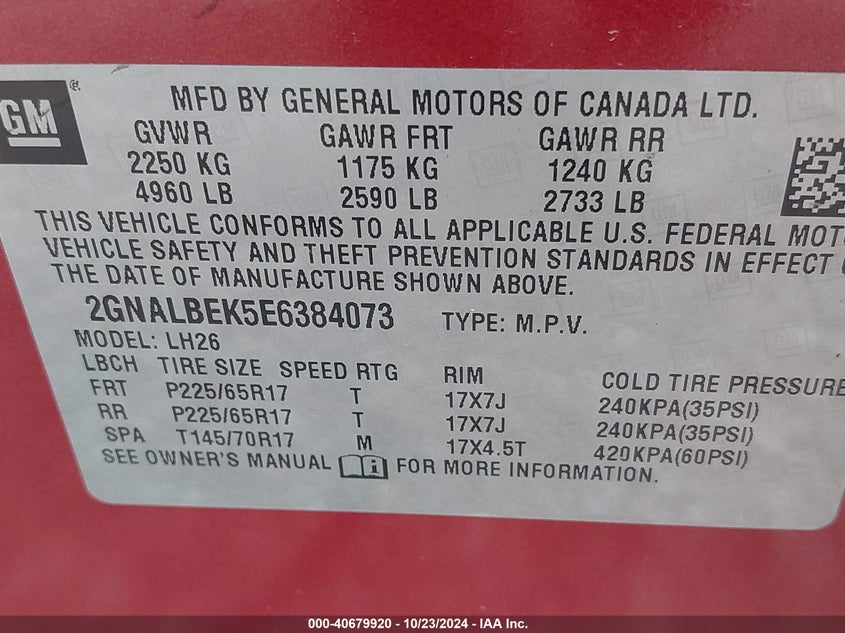 GM
MFD BY GENERAL MOTORS OF CANADA LTD.
GVWR GAWR FRT GAWR RR
2250 KG 1175 KG 1240 KG
4960 LB 2590 LB 2733 LB
THIS VEHICLE CONFORMS TO ALL APPLICABLE U.S. FEDERAL MOT
VEHICLE SAFETY AND THEFT PREVENTION STANDARDS IN EFFECT
THE DATE OF MANUFACTURE SHOWN ABOVE.
2GNALBEK5E6384073 TYPE: M.P.V.
MODEL: LH26
LBCH TIRE SIZE SPEED RTG RIM COLD TIRE PRESSURE
FRT P225/65R17 T 17X7J 240KPA(35PSI)
RR P225/65R17 T 17X7J 240KPA(35PSI)
SPA T145/70R17 M 17X4.5T 420KPA(60PSI)
SEE OWNER'S MANUAL FOR MORE INFORMATION.
000-40679920 - 10/23/2024 - IAA Inc.